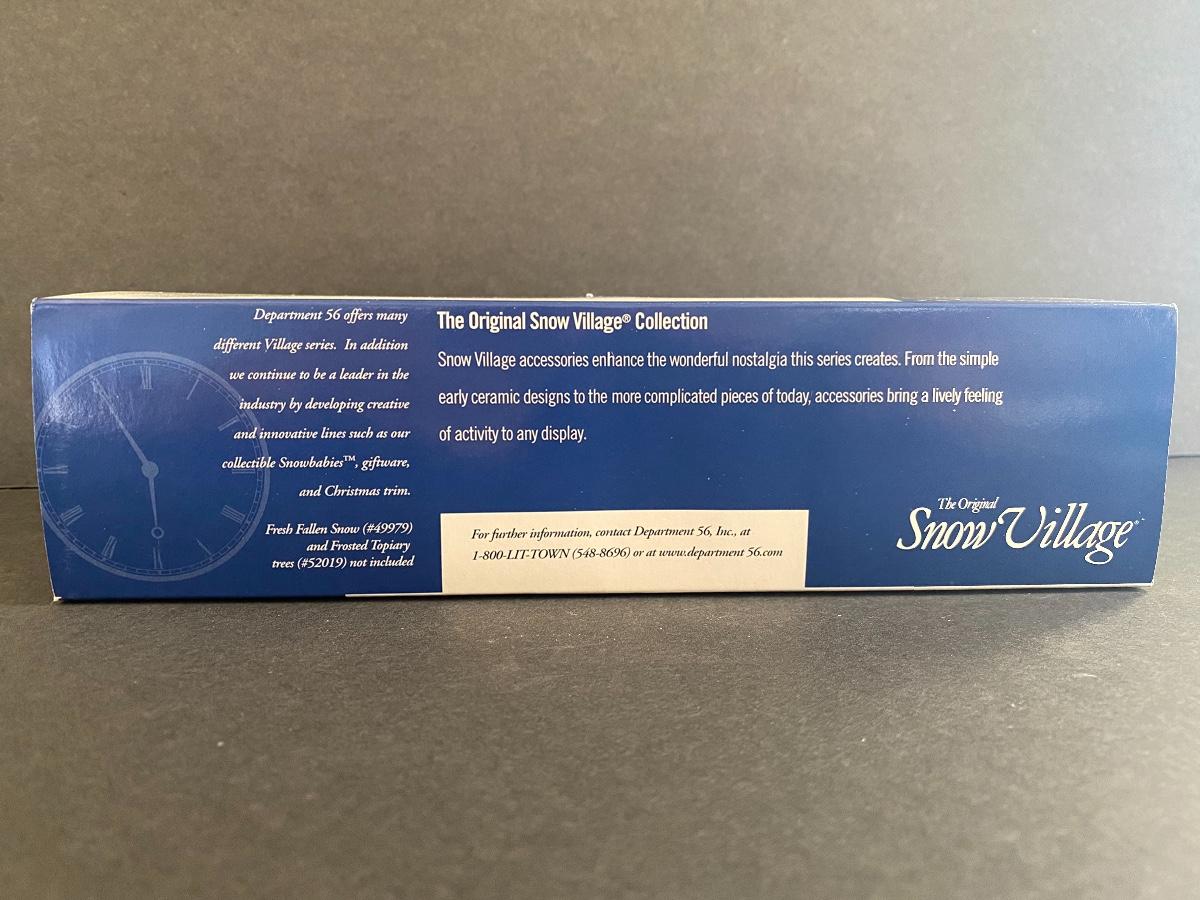 Department 56 offers many
different Village series. In addition
we continue to be a leader in the
industry by developing creative
and innovative lines such as our
collectible Snowbabies™, giftware,
and Christmas trim.
Fresh Fallen Snow (#49979)
and Frosted Topiary
trees (#52019) not included
The Original Snow Village® Collection
Snow Village accessories enhance the wonderful nostalgia this series creates. From the simple
early ceramic designs to the more complicated pieces of today, accessories bring a lively feeling
of activity to any display.
For further information, contact Department 56, Inc., at
1-800-LIT-TOWN (548-8696) or at www.department 56.com
The Original
Snow Village®